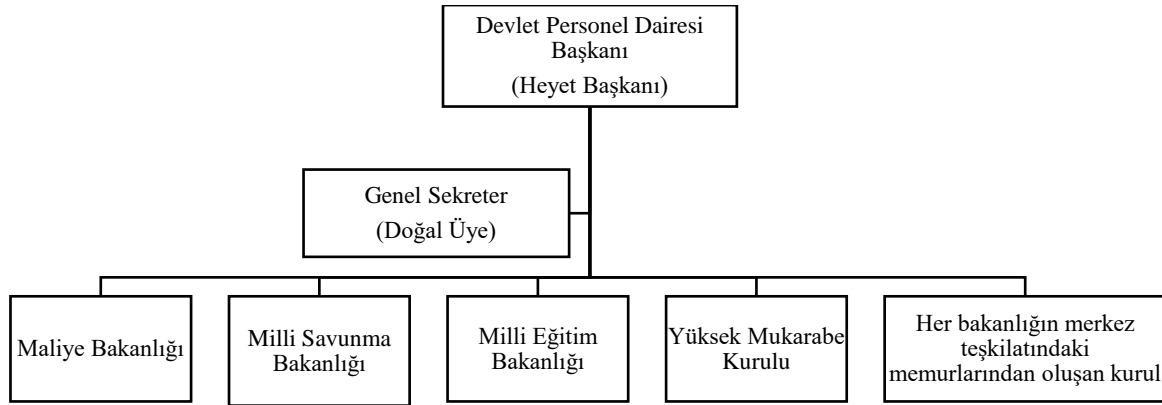 Devlet Personel Dairesi
Başkanı
(Heyet Başkanı)
Genel Sekreter
(Doğal Üye)
Maliye Bakanlığı
Milli Savunma
Bakanlığı
Milli Eğitim
Bakanlığı
Yüksek Mukarabe
Kurulu
Her bakanlığın merkez
teşkilatındaki
memurlarından oluşan kurul